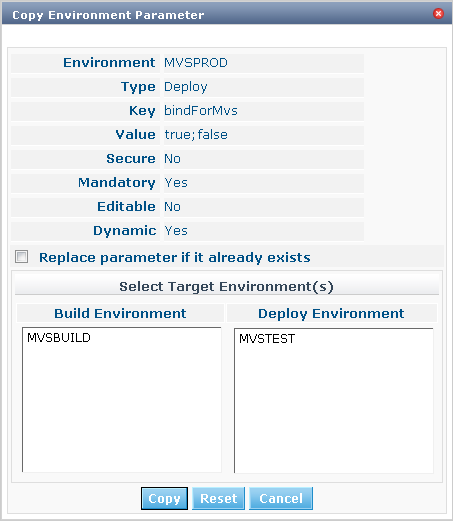 Copy Environment Parameter
Environment MVSPROD
Type Deploy
Key bindForMvs
Value true;false
Secure No
Mandatory Yes
Editable No
Dynamic Yes
Replace parameter if it already exists
Select Target Environment(s)
Build Environment Deploy Environment
MVSBUILD MVSTEST
Copy Reset Cancel